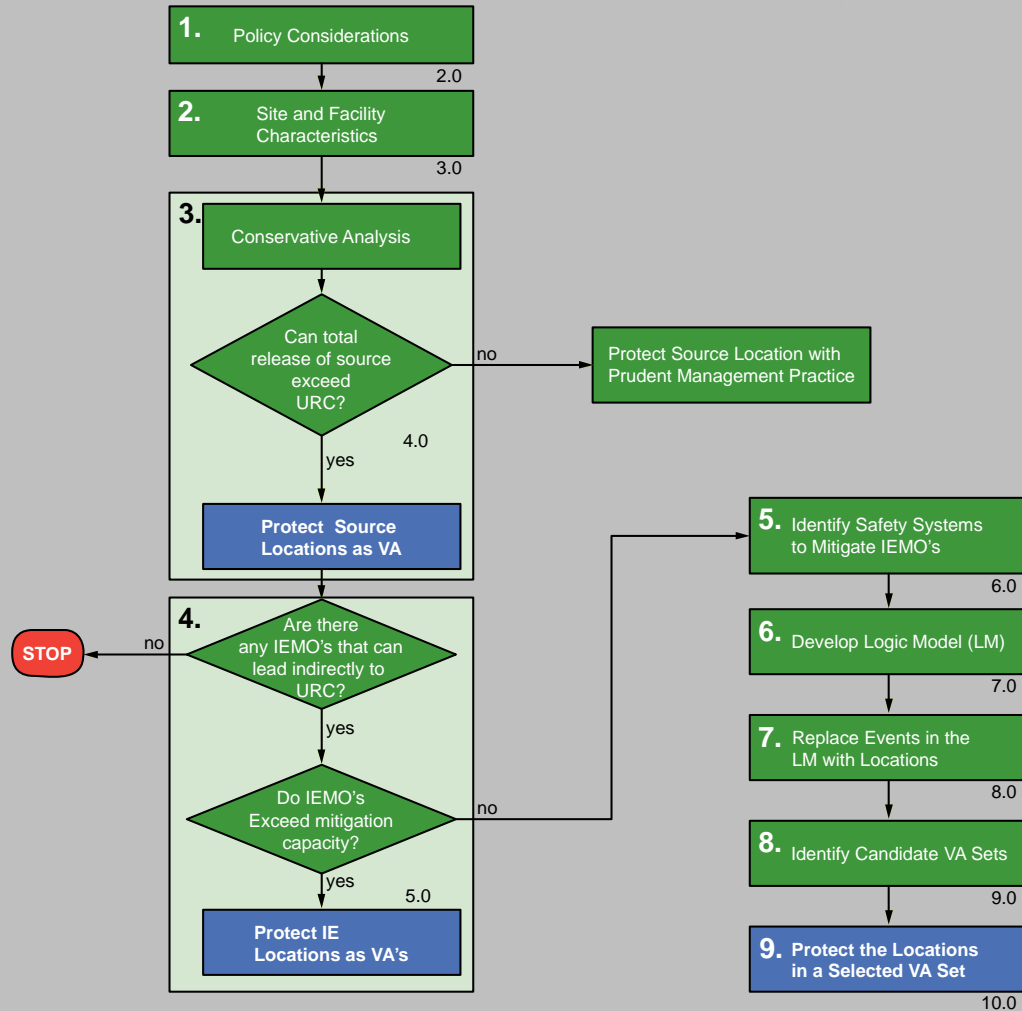 1.
Policy Considerations
2.0
2.
Site and Facility
Characteristics
3.0
3.
Conservative Analysis
Can total
release of source
exceed
URC?
no
Protect Source Location with
Prudent Management Practice
4.0
yes
Protect Source
Locations as VA
4.
Are there
any IEMO's that can
lead indirectly to
URC?
no
STOP
yes
Do IEMO's
Exceed mitigation
capacity?
no
yes
5.0
Protect IE
Locations as VA's
5.
Identify Safety Systems
to Mitigate IEMO's
6.0
6.
Develop Logic Model (LM)
7.0
7.
Replace Events in the
LM with Locations
8.0
8.
Identify Candidate VA Sets
9.0
9.
Protect the Locations
in a Selected VA Set
10.0